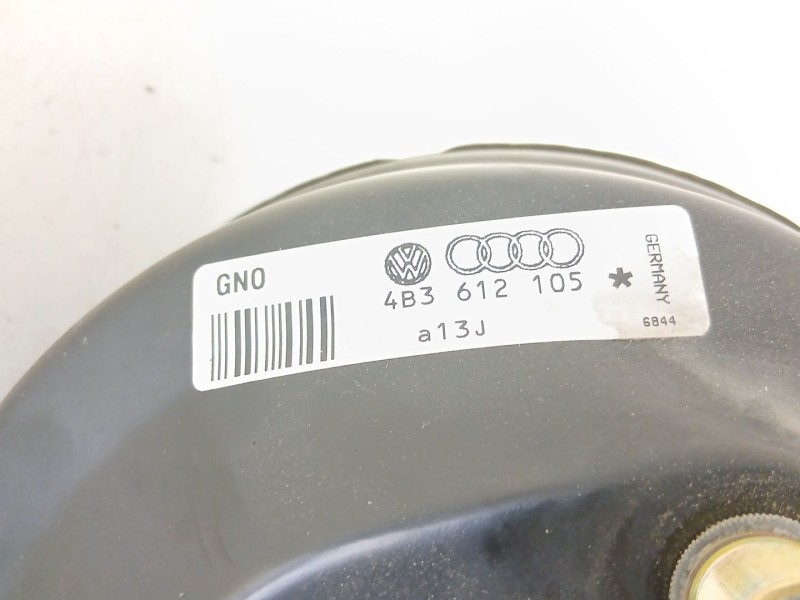 GNO
4B3 612 105 *
a13J
GERMANY
6844